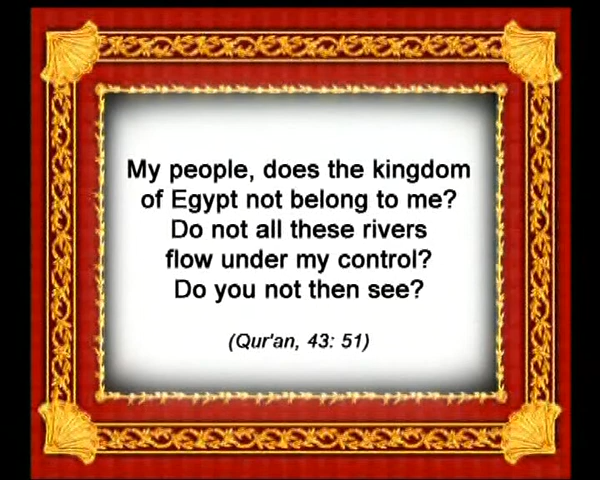 My people, does the kingdom
of Egypt not belong to me?
Do not all these rivers
flow under my control?
Do you not then see?
(Qur'an, 43: 51)